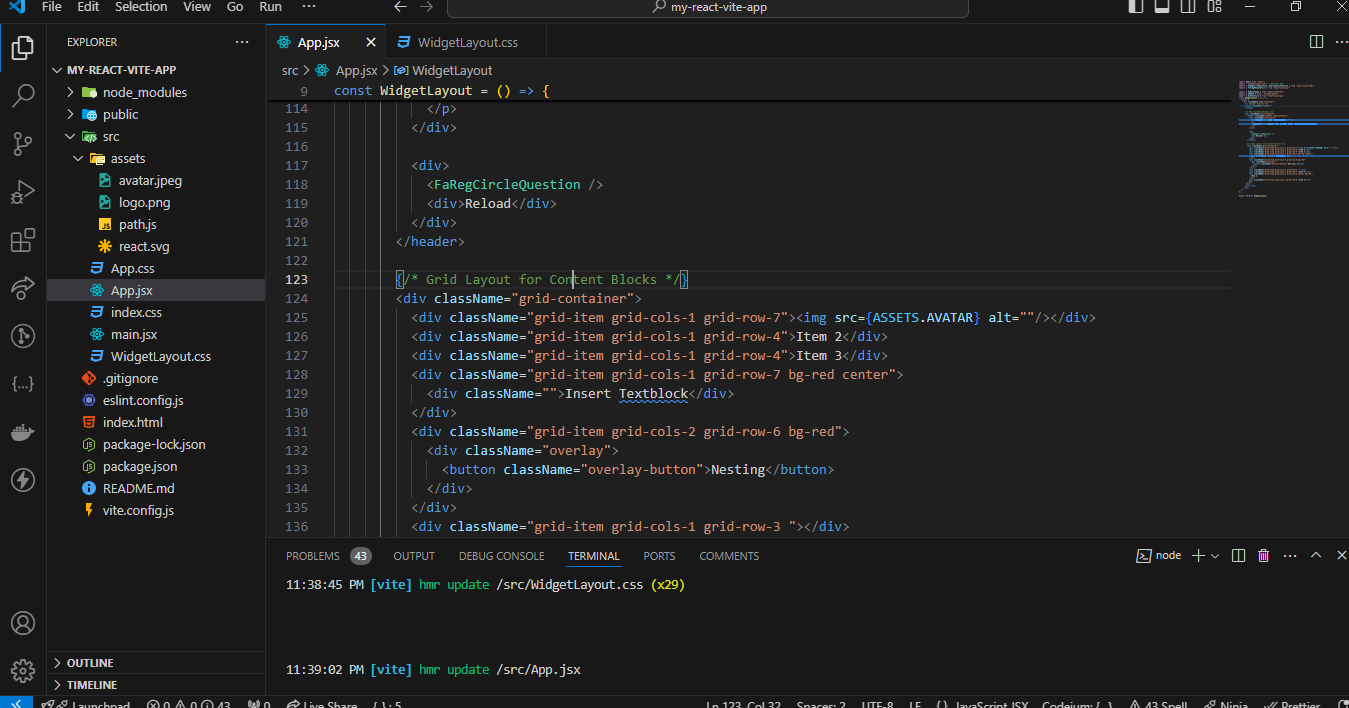 File Edit Selection View Go Run ··· ← → my-react-vite-app
EXPLORER ···
MY-REACT-VITE-APP
node_modules
public
src
assets
avatar.jpeg
logo.png
path.js
react.svg
App.css
App.jsx
index.css
main.jsx
WidgetLayout.css
.gitignore
eslint.config.js
index.html
package-lock.json
package.json
README.md
vite.config.js
OUTLINE
TIMELINE
App.jsx × WidgetLayout.css
src > App.jsx > WidgetLayout
9 const WidgetLayout = () => {
114 </p>
115 </div>
116
117 <div>
118 <FaRegCircleQuestion />
119 <div>Reload</div>
120 </div>
121 </header>
122
123 {/* Grid Layout for Content Blocks */}
124 <div className="grid-container">
125 <div className="grid-item grid-cols-1 grid-row-7"><img src={ASSETS.AVATAR} alt=""/></div>
126 <div className="grid-item grid-cols-1 grid-row-4">Item 2</div>
127 <div className="grid-item grid-cols-1 grid-row-4">Item 3</div>
128 <div className="grid-item grid-cols-1 grid-row-7 bg-red center">
129 <div className="">Insert Textblock</div>
130 </div>
131 <div className="grid-item grid-cols-2 grid-row-6 bg-red">
132 <div className="overlay">
133 <button className="overlay-button">Nesting</button>
134 </div>
135 </div>
136 <div className="grid-item grid-cols-1 grid-row-3 "></div>
PROBLEMS 43 OUTPUT DEBUG CONSOLE TERMINAL PORTS COMMENTS node
11:38:45 PM [vite] hmr update /src/WidgetLayout.css (x29)
11:39:02 PM [vite] hmr update /src/App.jsx
Launchpad 0 0 43 0 Live Share {.} : 5 Ln 123, Col 32 Spaces: 2 UTF-8 LF {} JavaScript JSX Codeium: {...} 43 Spell Ninja Prettier